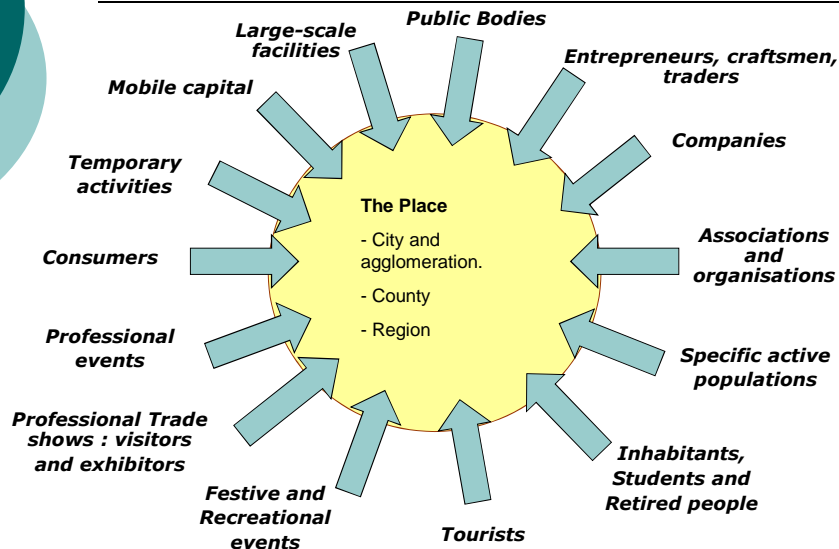 Public Bodies
Large-scale
facilities
Entrepreneurs, craftsmen,
traders
Mobile capital
Companies
Temporary
activities
The Place
- City and
agglomeration.
- County
- Region
Associations
and
organisations
Consumers
Professional
events
Specific active
populations
Professional Trade
shows : visitors
and exhibitors
Inhabitants,
Students and
Retired people
Festive and
Recreational
events
Tourists